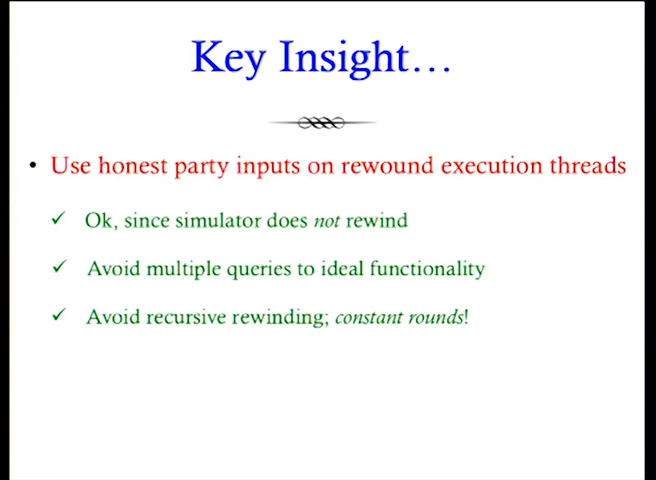 Key Insight…
• Use honest party inputs on rewound execution threads
✓ Ok, since simulator does not rewind
✓ Avoid multiple queries to ideal functionality
✓ Avoid recursive rewinding; constant rounds!